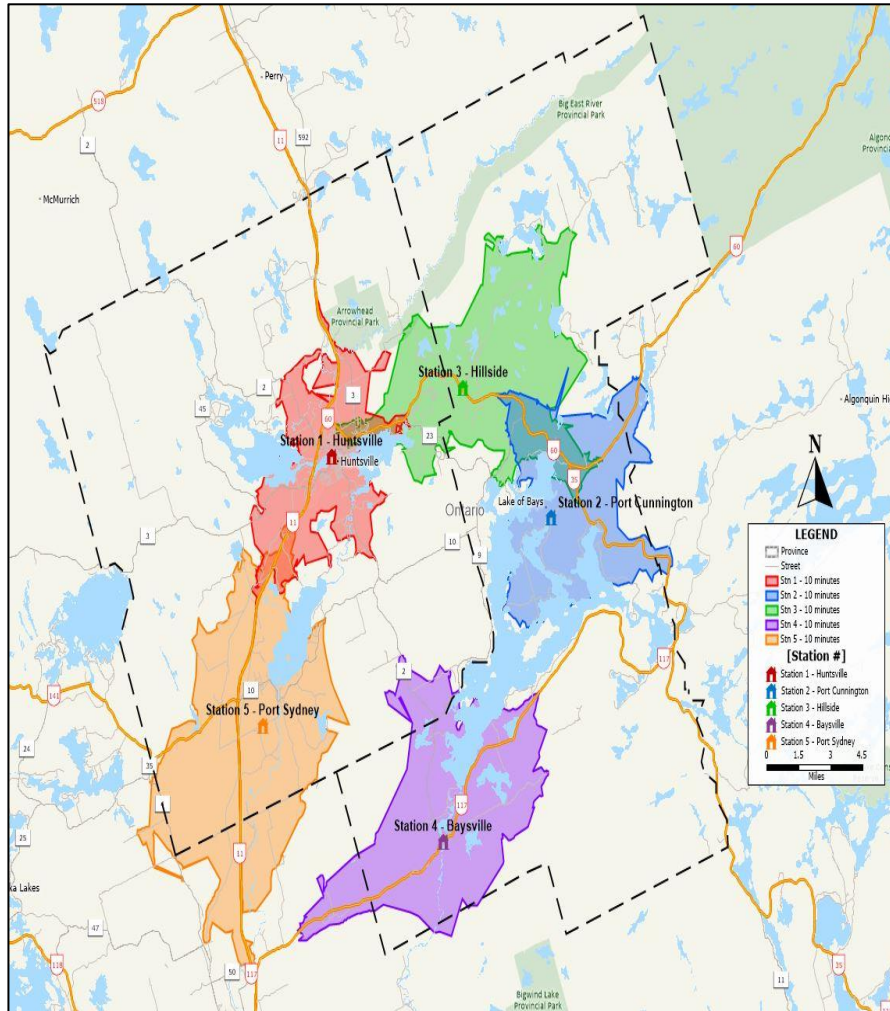 Perry
518
11
592
2
McMurrich
Big East River
Provincial Park
Algon
Provincial
60
Arrowhead
Provincial Park
Station 3 - Hillside
2
3
45
60
23
Station 1 - Huntsville
Huntsville
Algonquin Hi
N
60
35
Lake of Bays
Station 2 - Port Cunnington
Ontario
11
3
10
9
LEGEND
Province
Street
Stn 1 - 10 minutes
Stn 2 - 10 minutes
Stn 3 - 10 minutes
Stn 4 - 10 minutes
Stn 5 - 10 minutes
[Station #]
Station 1 - Huntsville
Station 2 - Port Cunnington
Station 3 - Hillside
Station 4 - Baysville
Station 5 - Port Sydney
0 1.5 3 4.5
Miles
117
2
141
10
Station 5 - Port Sydney
24
35
117
Station 4 - Baysville
11
25
ka Lakes
47
118
50
117
35
11
Bigwind Lake
Provincial Park